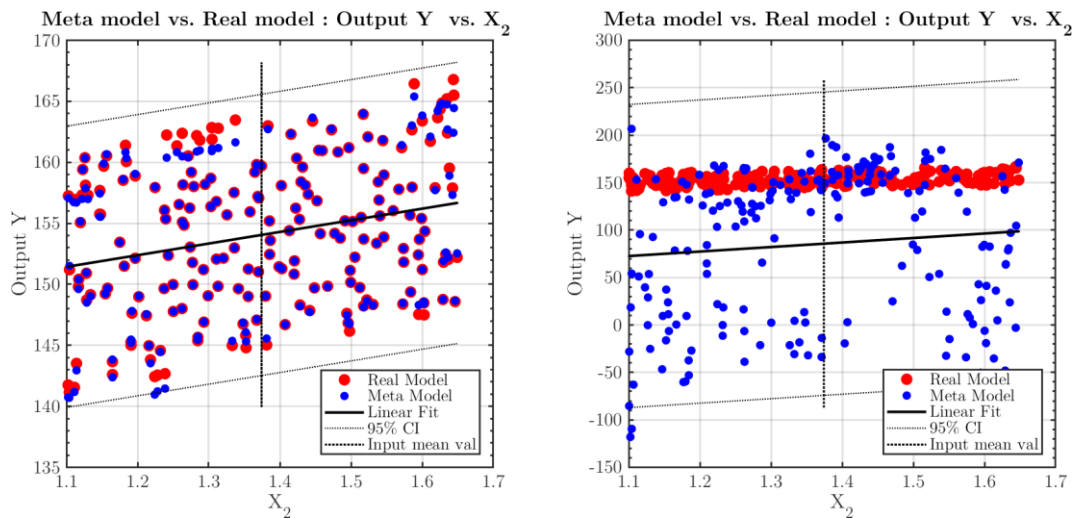 Meta model vs. Real model : Output Y vs. X_2
170
165
160
155
150
145
140
135
Output Y
1.1 1.2 1.3 1.4 1.5 1.6 1.7
X_2
Real Model
Meta Model
Linear Fit
95% CI
Input mean val
Meta model vs. Real model : Output Y vs. X_2
300
250
200
150
100
50
0
-50
-100
-150
Output Y
1.1 1.2 1.3 1.4 1.5 1.6 1.7
X_2
Real Model
Meta Model
Linear Fit
95% CI
Input mean val